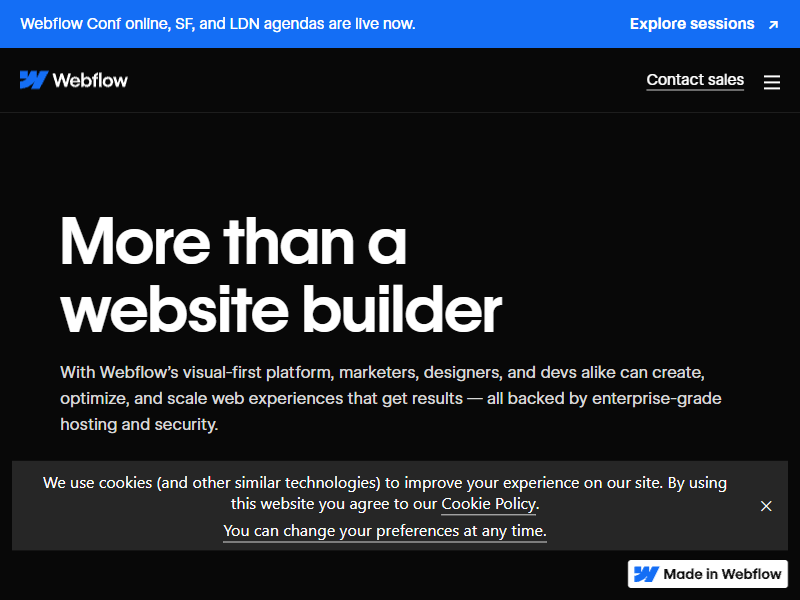 Webflow Conf online, SF, and LDN agendas are live now.
Explore sessions
Webflow
Contact sales
More than a
website builder
With Webflow's visual-first platform, marketers, designers, and devs alike can create,
optimize, and scale web experiences that get results — all backed by enterprise-grade
hosting and security.
We use cookies (and other similar technologies) to improve your experience on our site. By using
this website you agree to our Cookie Policy.
You can change your preferences at any time.
Made in Webflow